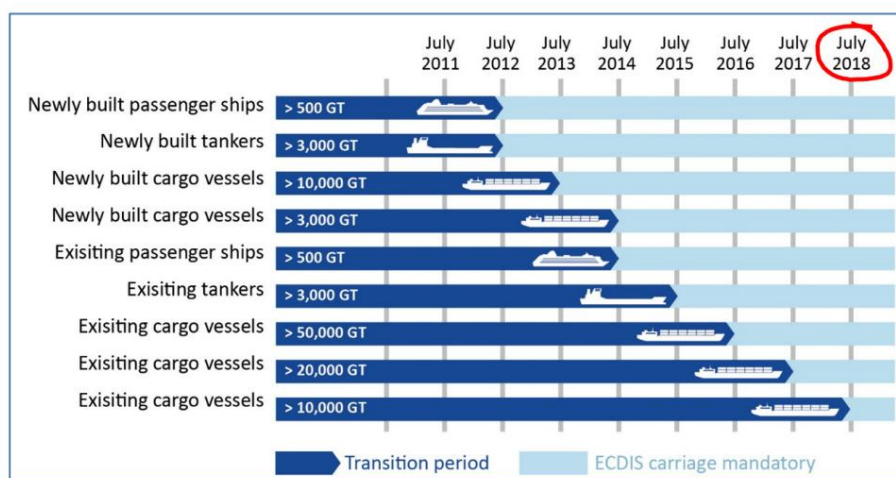 July July July July July July July July
2011 2012 2013 2014 2015 2016 2017 2018
Newly built passenger ships > 500 GT
Newly built tankers > 3,000 GT
Newly built cargo vessels > 10,000 GT
Newly built cargo vessels > 3,000 GT
Exisiting passenger ships > 500 GT
Exisiting tankers > 3,000 GT
Exisiting cargo vessels > 50,000 GT
Exisiting cargo vessels > 20,000 GT
Exisiting cargo vessels > 10,000 GT
Transition period ECDIS carriage mandatory